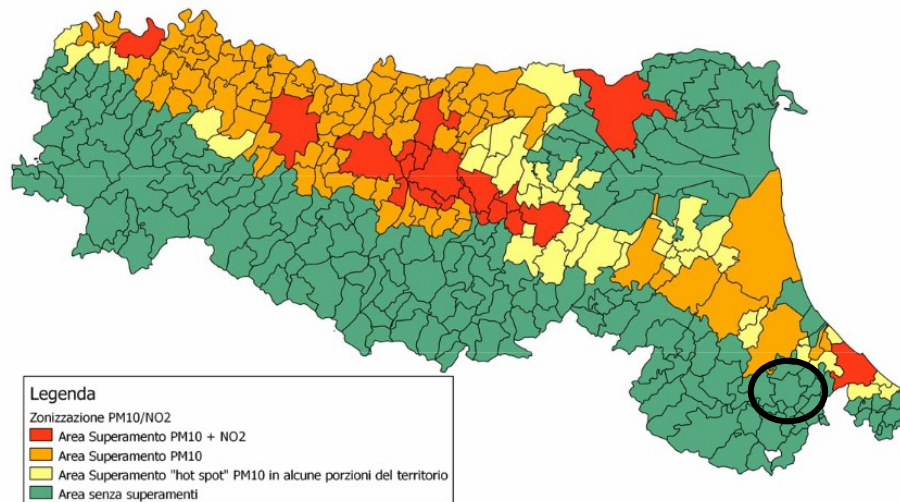 Legenda
Zonizzazione PM10/NO2
Area Superamento PM10 + NO2
Area Superamento PM10
Area Superamento "hot spot" PM10 in alcune porzioni del territorio
Area senza superamenti